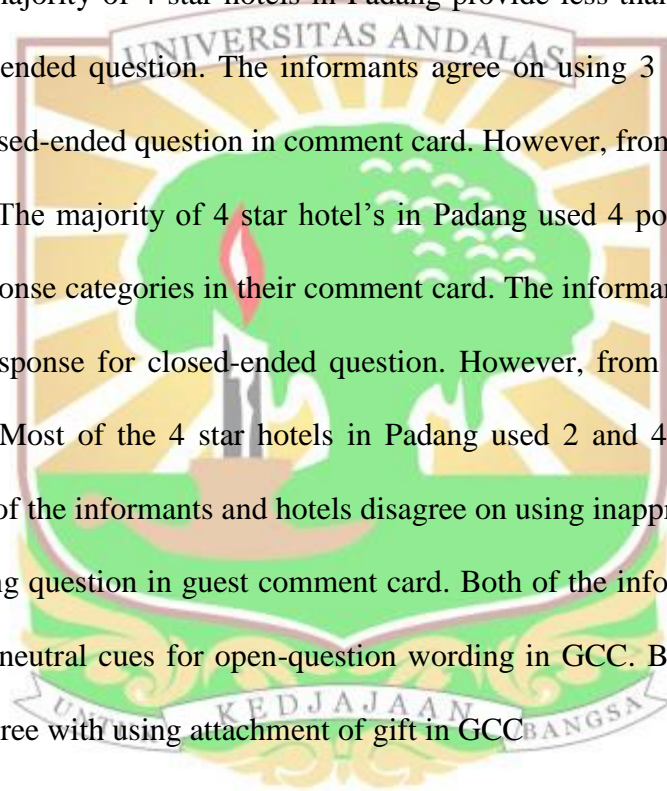 majority of 4 star hotels in Padang provide less than
UNIVERSITAS ANDALAS
ended question. The informants agree on using 3
sed-ended question in comment card. However, from
The majority of 4 star hotel's in Padang used 4 po
onse categories in their comment card. The informar
sponse for closed-ended question. However, from
Most of the 4 star hotels in Padang used 2 and 4
of the informants and hotels disagree on using inappr
ng question in guest comment card. Both of the info
neutral cues for open-question wording in GCC. B
ree with using attachment of gift in GCC
UNTUK KEDJAJAAN BANGSA